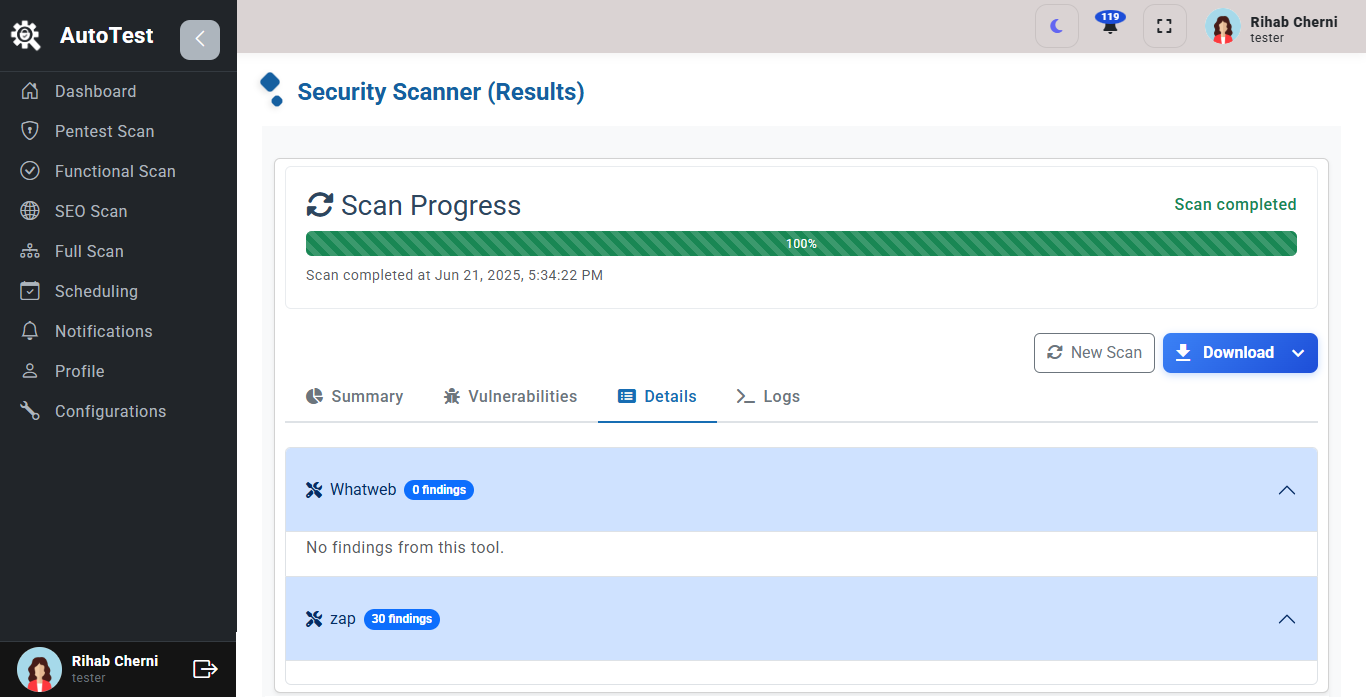 AutoTest
Dashboard
Pentest Scan
Functional Scan
SEO Scan
Full Scan
Scheduling
Notifications
Profile
Configurations
Rihab Cherni
tester
119
Rihab Cherni
tester
Security Scanner (Results)
Scan Progress
Scan completed
100%
Scan completed at Jun 21, 2025, 5:34:22 PM
New Scan
Download
Summary
Vulnerabilities
Details
Logs
Whatweb 0 findings
No findings from this tool.
zap 30 findings